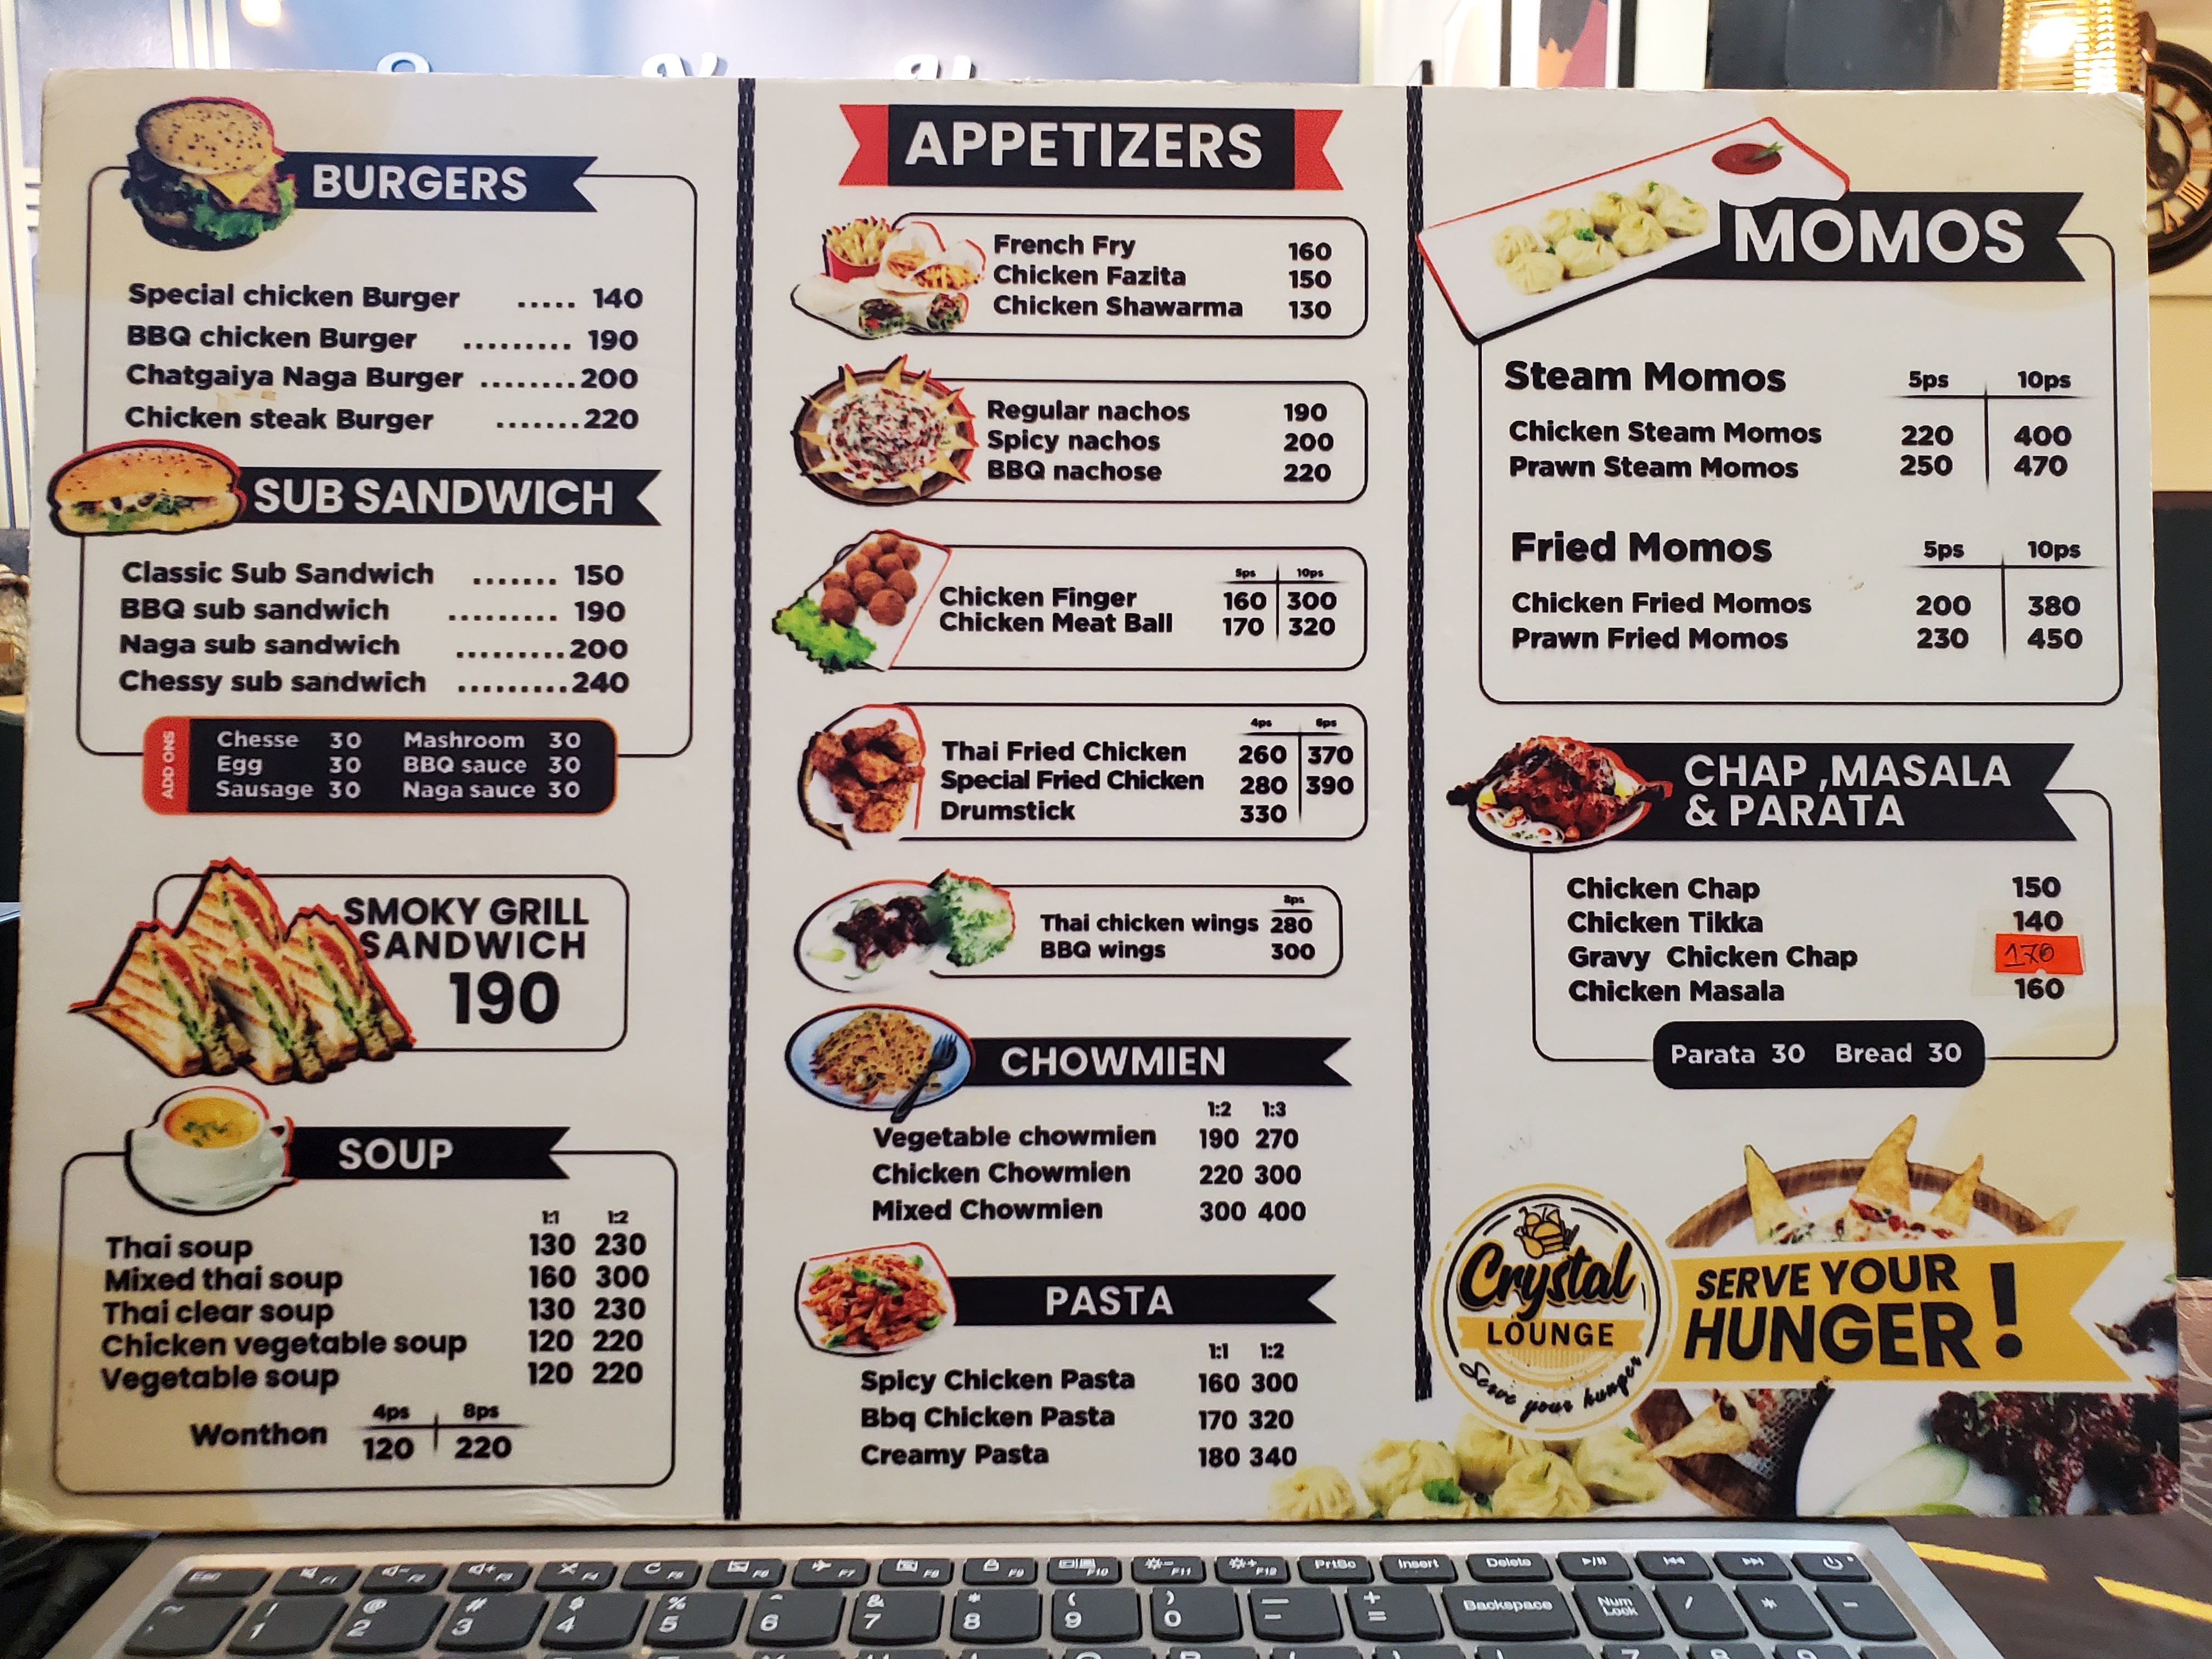 BURGERS
Special chicken Burger ..... 140
BBQ chicken Burger ......... 190
Chatgaiya Naga Burger ........200
Chicken steak Burger .......220
SUB SANDWICH
Classic Sub Sandwich ....... 150
BBQ sub sandwich ......... 190
Naga sub sandwich .........200
Chessy sub sandwich .........240
ADD ONS
Chesse 30 Mashroom 30
Egg 30 BBQ sauce 30
Sausage 30 Naga sauce 30
SMOKY GRILL
SANDWICH
190
SOUP
1:1 1:2
Thai soup 130 230
Mixed thai soup 160 300
Thai clear soup 130 230
Chicken vegetable soup 120 220
Vegetable soup 120 220
4ps 8ps
Wonthon 120 220
APPETIZERS
French Fry 160
Chicken Fazita 150
Chicken Shawarma 130
Regular nachos 190
Spicy nachos 200
BBQ nachose 220
5ps 10ps
Chicken Finger 160 300
Chicken Meat Ball 170 320
4ps 6ps
Thai Fried Chicken 260 370
Special Fried Chicken 280 390
Drumstick 330
8ps
Thai chicken wings 280
BBQ wings 300
CHOWMIEN
1:2 1:3
Vegetable chowmien 190 270
Chicken Chowmien 220 300
Mixed Chowmien 300 400
PASTA
1:1 1:2
Spicy Chicken Pasta 160 300
Bbq Chicken Pasta 170 320
Creamy Pasta 180 340
MOMOS
Steam Momos 5ps 10ps
Chicken Steam Momos 220 400
Prawn Steam Momos 250 470
Fried Momos 5ps 10ps
Chicken Fried Momos 200 380
Prawn Fried Momos 230 450
CHAP ,MASALA
& PARATA
Chicken Chap 150
Chicken Tikka 140
Gravy Chicken Chap 170
Chicken Masala 160
Parata 30 Bread 30
Crystal
LOUNGE
Serve your hunger
SERVE YOUR
HUNGER!
Esc F1 F2 F3 F4 F5 F6 F7 F8 F9 F10 F11 F12 PrtSc Insert Delete
~ ! 1 @ 2 # 3 $ 4 % 5 ^ 6 & 7 * 8 ( 9 ) 0 _ - + = Backspace Num Lock / * -
7 8 9